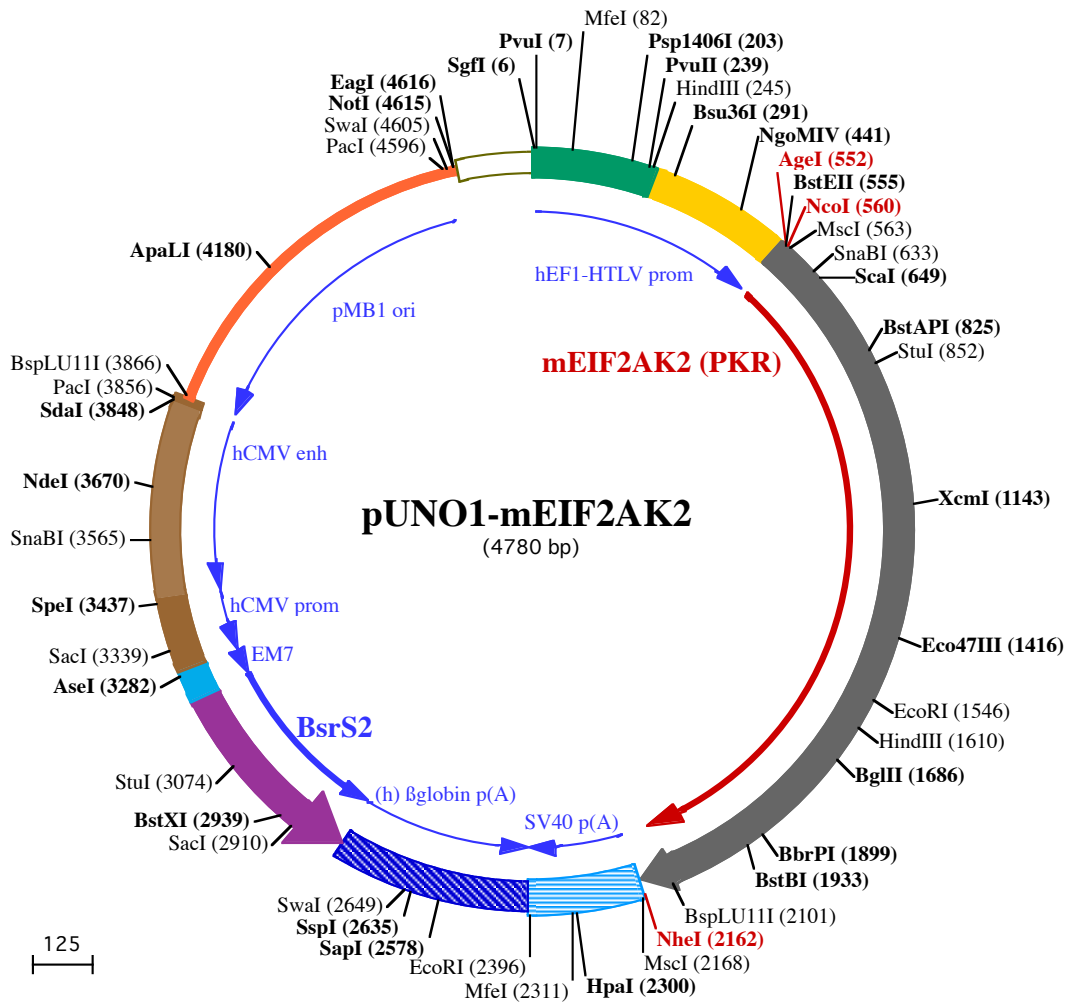 MfeI (82)
PvuI (7)
Psp1406I (203)
SgfI (6)
PvuII (239)
HindIII (245)
EagI (4616)
Bsu36I (291)
NotI (4615)
SwaI (4605)
NgoMIV (441)
PacI (4596)
AgeI (552)
BstEII (555)
NcoI (560)
MscI (563)
SnaBI (633)
ScaI (649)
ApaLI (4180)
hEF1-HTLV prom
pMB1 ori
BstAPI (825)
StuI (852)
mEIF2AK2 (PKR)
BspLU11I (3866)
PacI (3856)
SdaI (3848)
hCMV enh
NdeI (3670)
XcmI (1143)
pUNO1-mEIF2AK2
(4780 bp)
SnaBI (3565)
SpeI (3437)
hCMV prom
Eco47III (1416)
SacI (3339)
EM7
AseI (3282)
EcoRI (1546)
BsrS2
HindIII (1610)
BglII (1686)
StuI (3074)
(h) ßglobin p(A)
SV40 p(A)
BstXI (2939)
SacI (2910)
BbrPI (1899)
BstBI (1933)
SwaI (2649)
BspLU11I (2101)
SspI (2635)
SapI (2578)
NheI (2162)
EcoRI (2396)
MscI (2168)
HpaI (2300)
MfeI (2311)
125